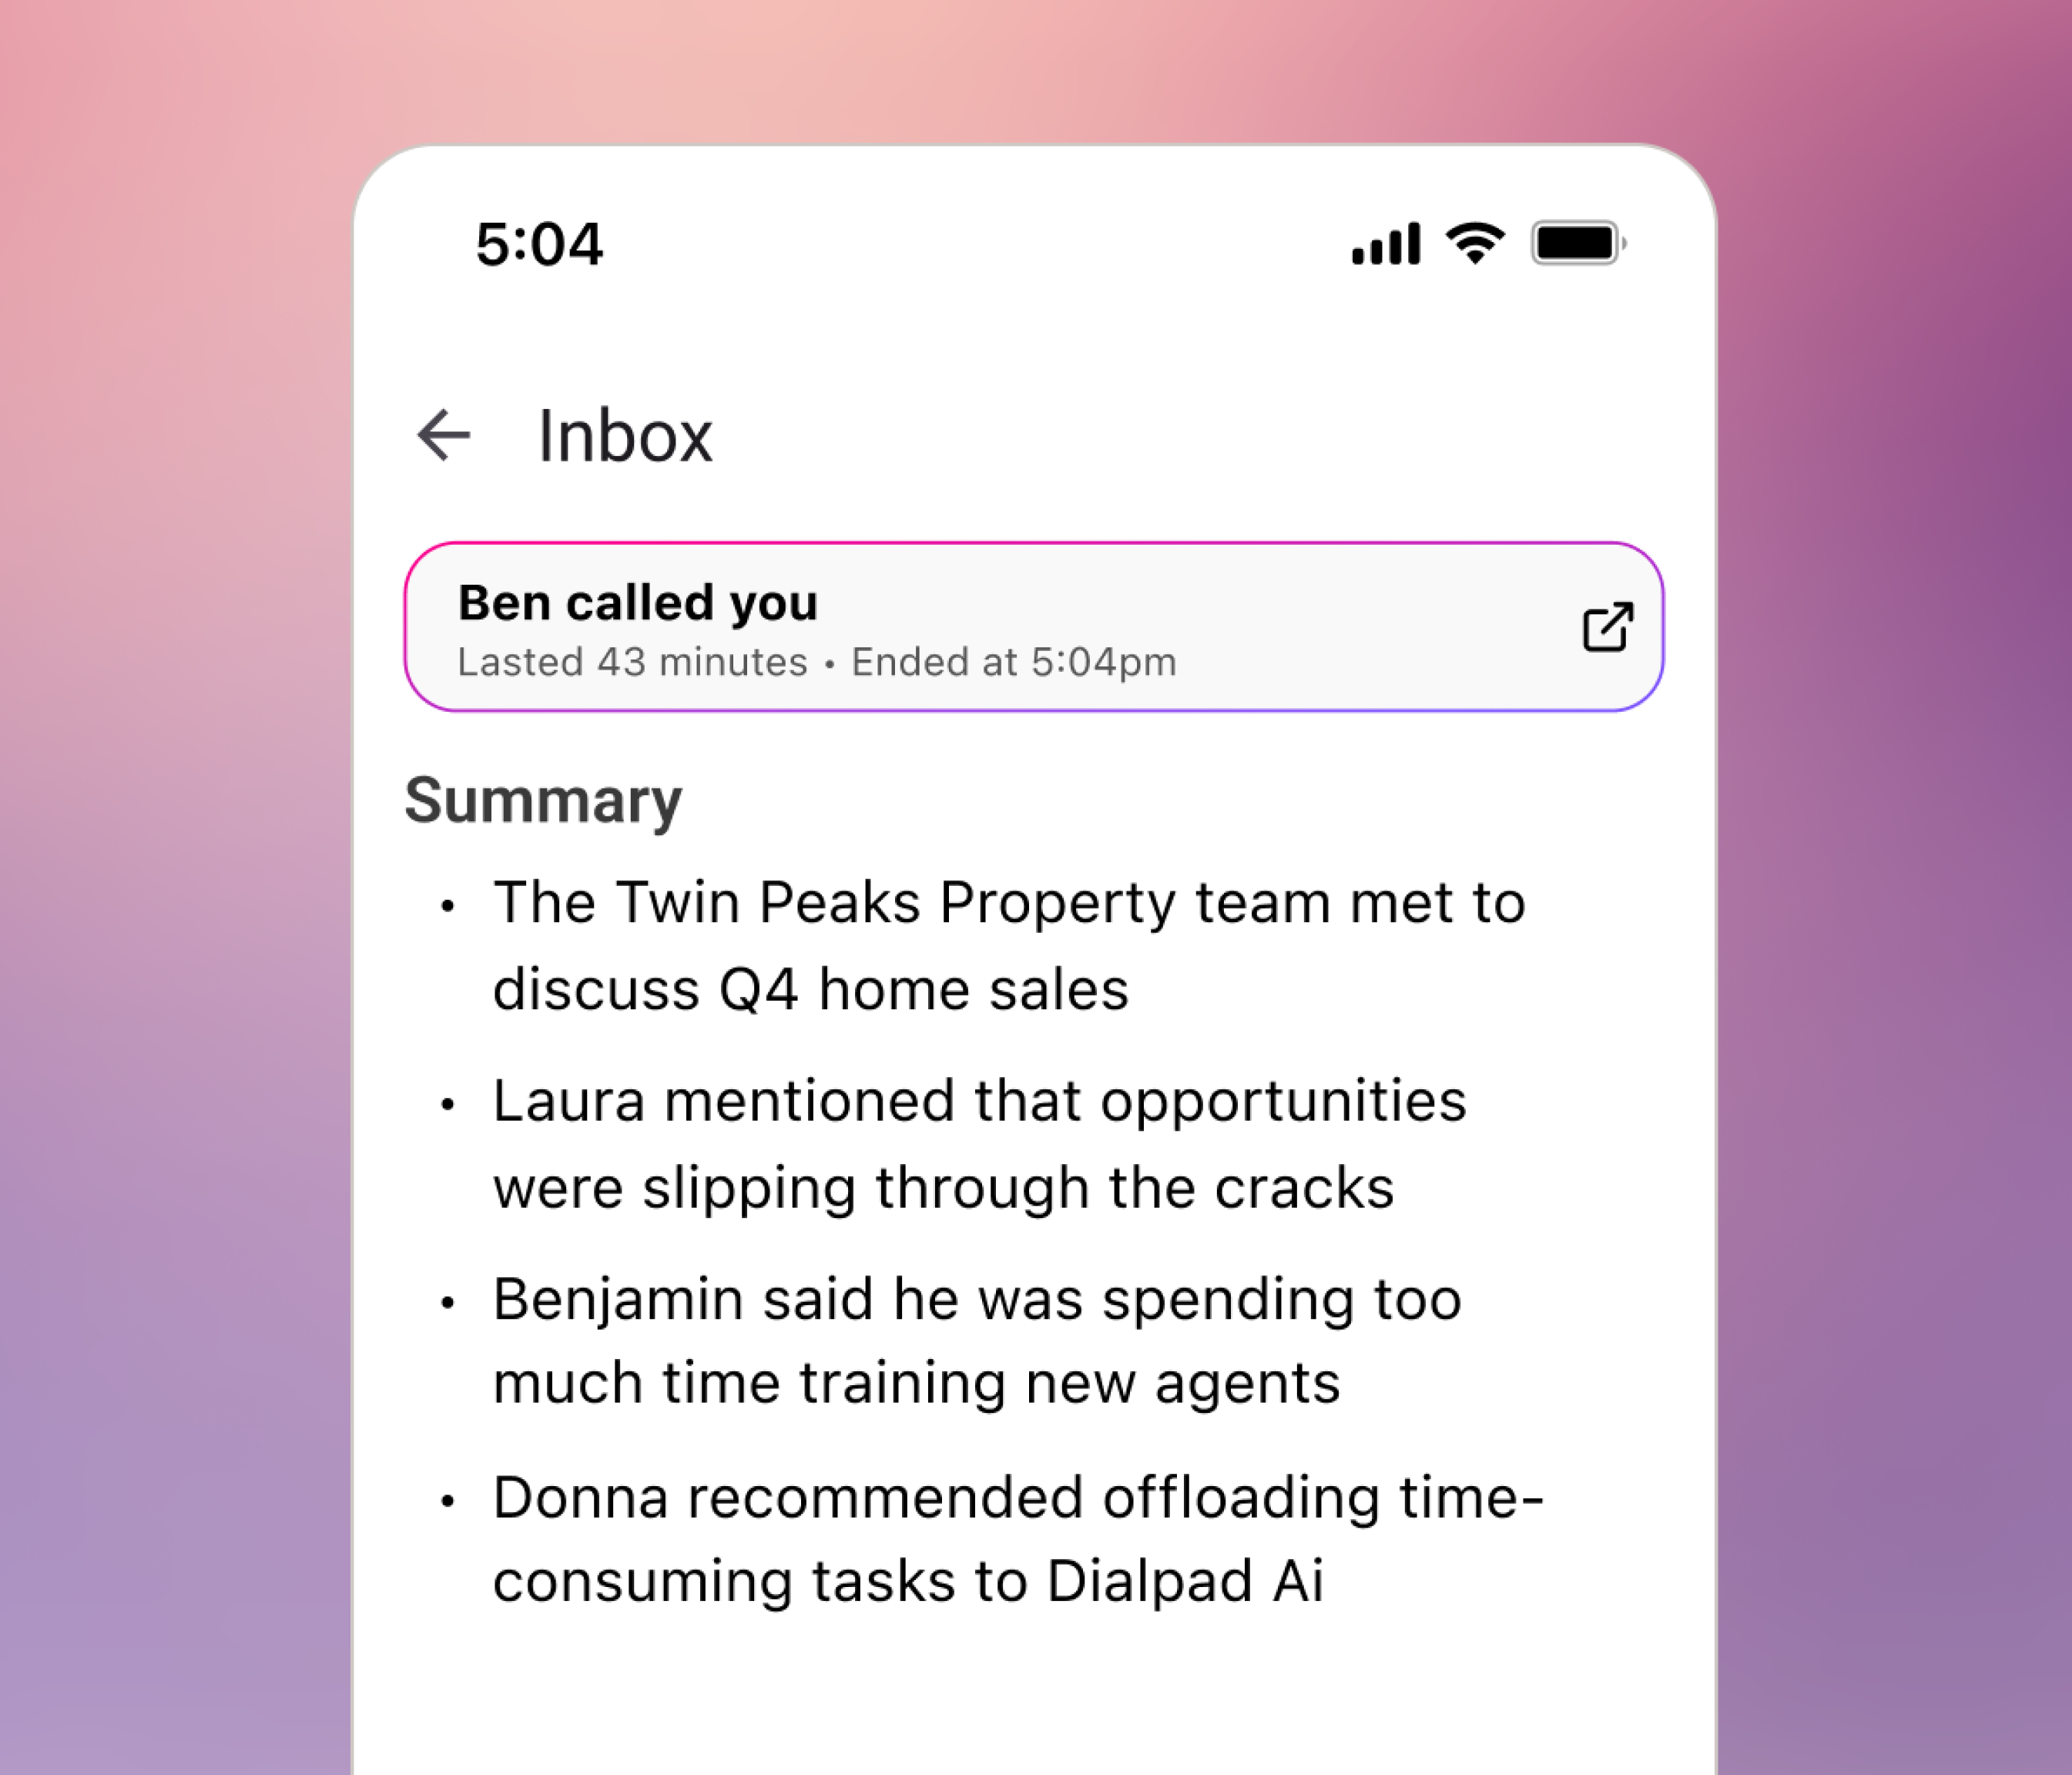 5:04
Inbox
Ben called you
Lasted 43 minutes • Ended at 5:04pm
Summary
• The Twin Peaks Property team met to
discuss Q4 home sales
• Laura mentioned that opportunities
were slipping through the cracks
• Benjamin said he was spending too
much time training new agents
• Donna recommended offloading time-
consuming tasks to Dialpad Ai